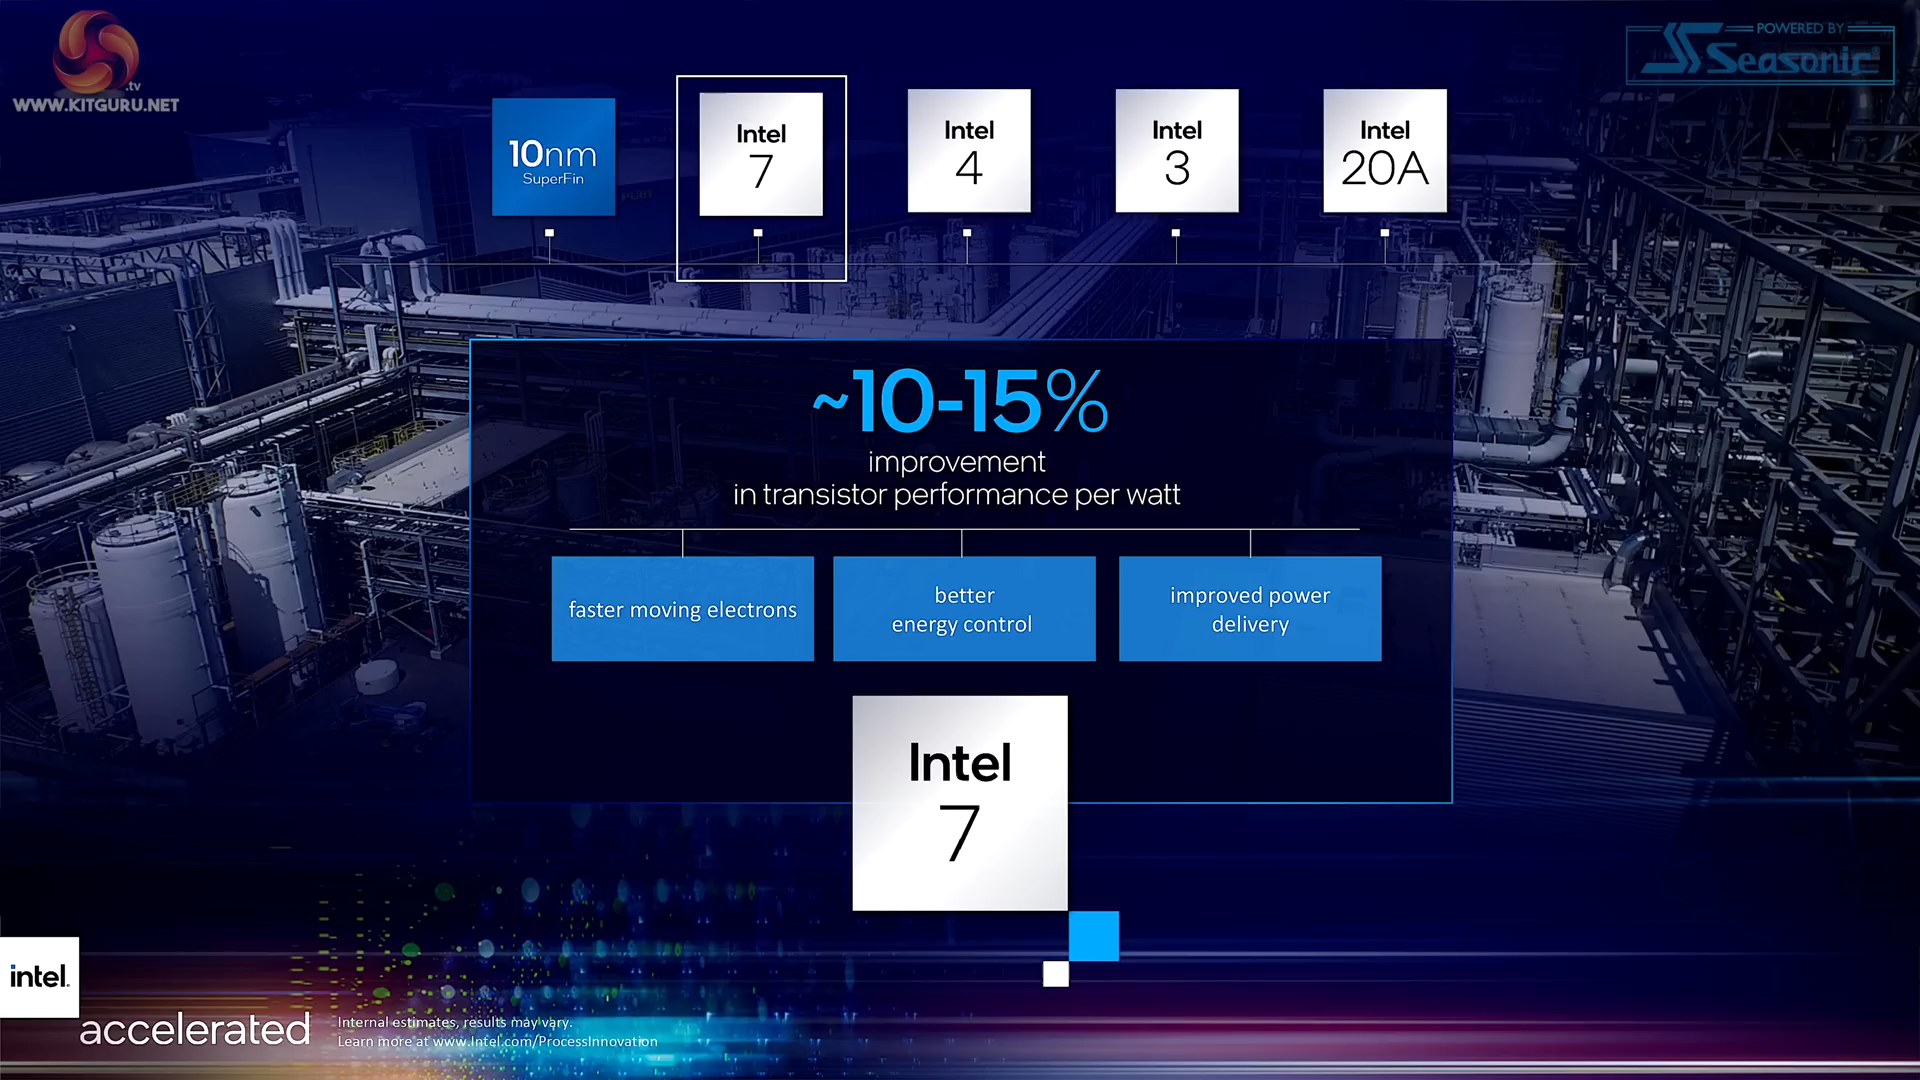 .tv
WWW.KITGURU.NET
POWERED BY
Seasonic
10nm
SuperFin
Intel
7
Intel
4
Intel
3
Intel
20A
~10-15%
improvement
in transistor performance per watt
faster moving electrons
better
energy control
improved power
delivery
Intel
7
intel.
accelerated
Internal estimates, results may vary.
Learn more at www.Intel.com/ProcessInnovation